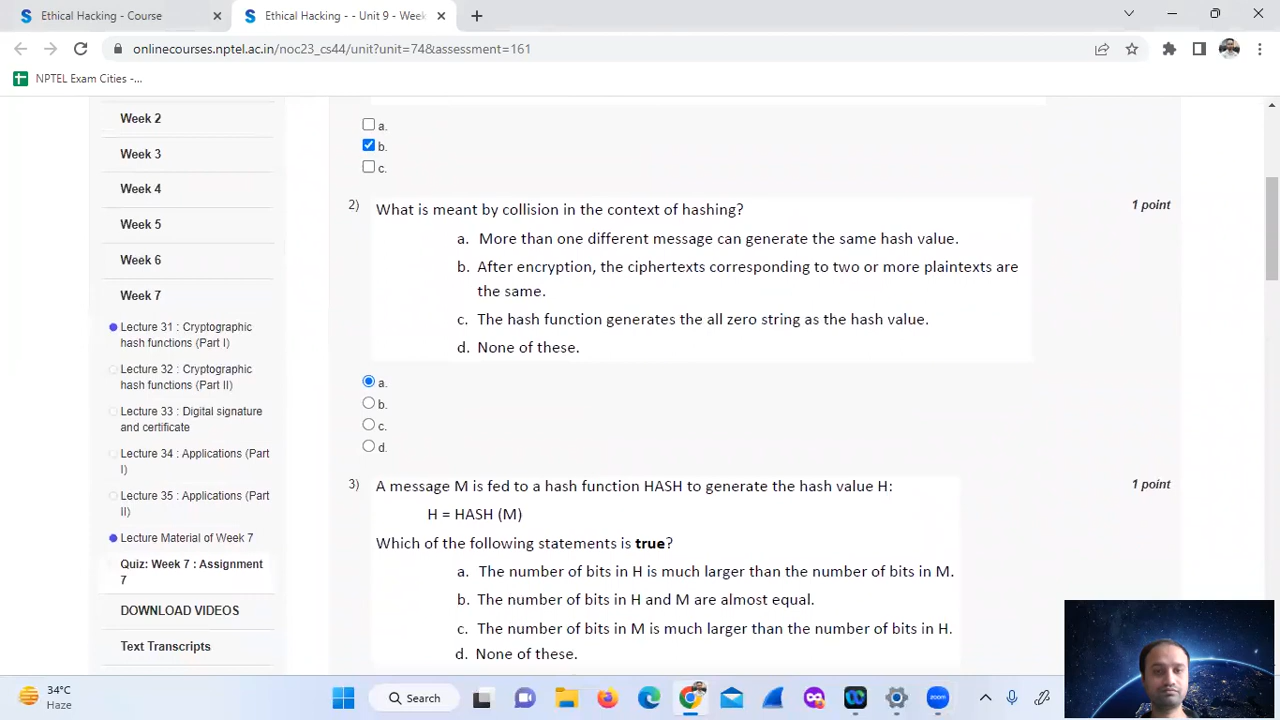 Ethical Hacking - Course
Ethical Hacking - - Unit 9 - Week
onlinecourses.nptel.ac.in/noc23_cs44/unit?unit=74&assessment=161
NPTEL Exam Cities -...
Week 2
Week 3
Week 4
Week 5
Week 6
Week 7
Lecture 31 : Cryptographic
hash functions (Part I)
Lecture 32 : Cryptographic
hash functions (Part II)
Lecture 33 : Digital signature
and certificate
Lecture 34 : Applications (Part
I)
Lecture 35 : Applications (Part
II)
Lecture Material of Week 7
Quiz: Week 7 : Assignment
7
DOWNLOAD VIDEOS
Text Transcripts
a.
b.
c.
2) What is meant by collision in the context of hashing? 1 point
a. More than one different message can generate the same hash value.
b. After encryption, the ciphertexts corresponding to two or more plaintexts are
the same.
c. The hash function generates the all zero string as the hash value.
d. None of these.
a.
b.
c.
d.
3) A message M is fed to a hash function HASH to generate the hash value H: 1 point
H = HASH (M)
Which of the following statements is true?
a. The number of bits in H is much larger than the number of bits in M.
b. The number of bits in H and M are almost equal.
c. The number of bits in M is much larger than the number of bits in H.
d. None of these.
34°C
Haze
Search
zoom